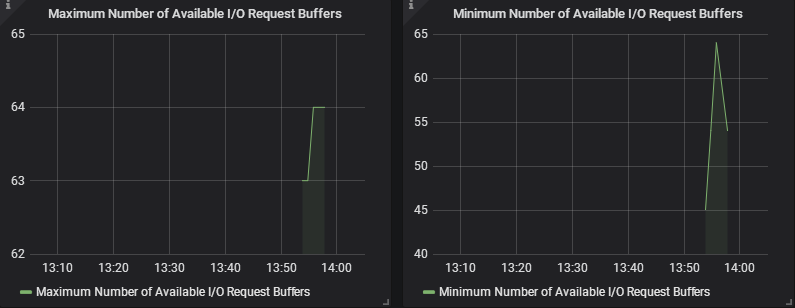 Maximum Number of Available I/O Request Buffers
65
64
63
62
13:10 13:20 13:30 13:40 13:50 14:00
Maximum Number of Available I/O Request Buffers
Minimum Number of Available I/O Request Buffers
65
60
55
50
45
40
13:10 13:20 13:30 13:40 13:50 14:00
Minimum Number of Available I/O Request Buffers